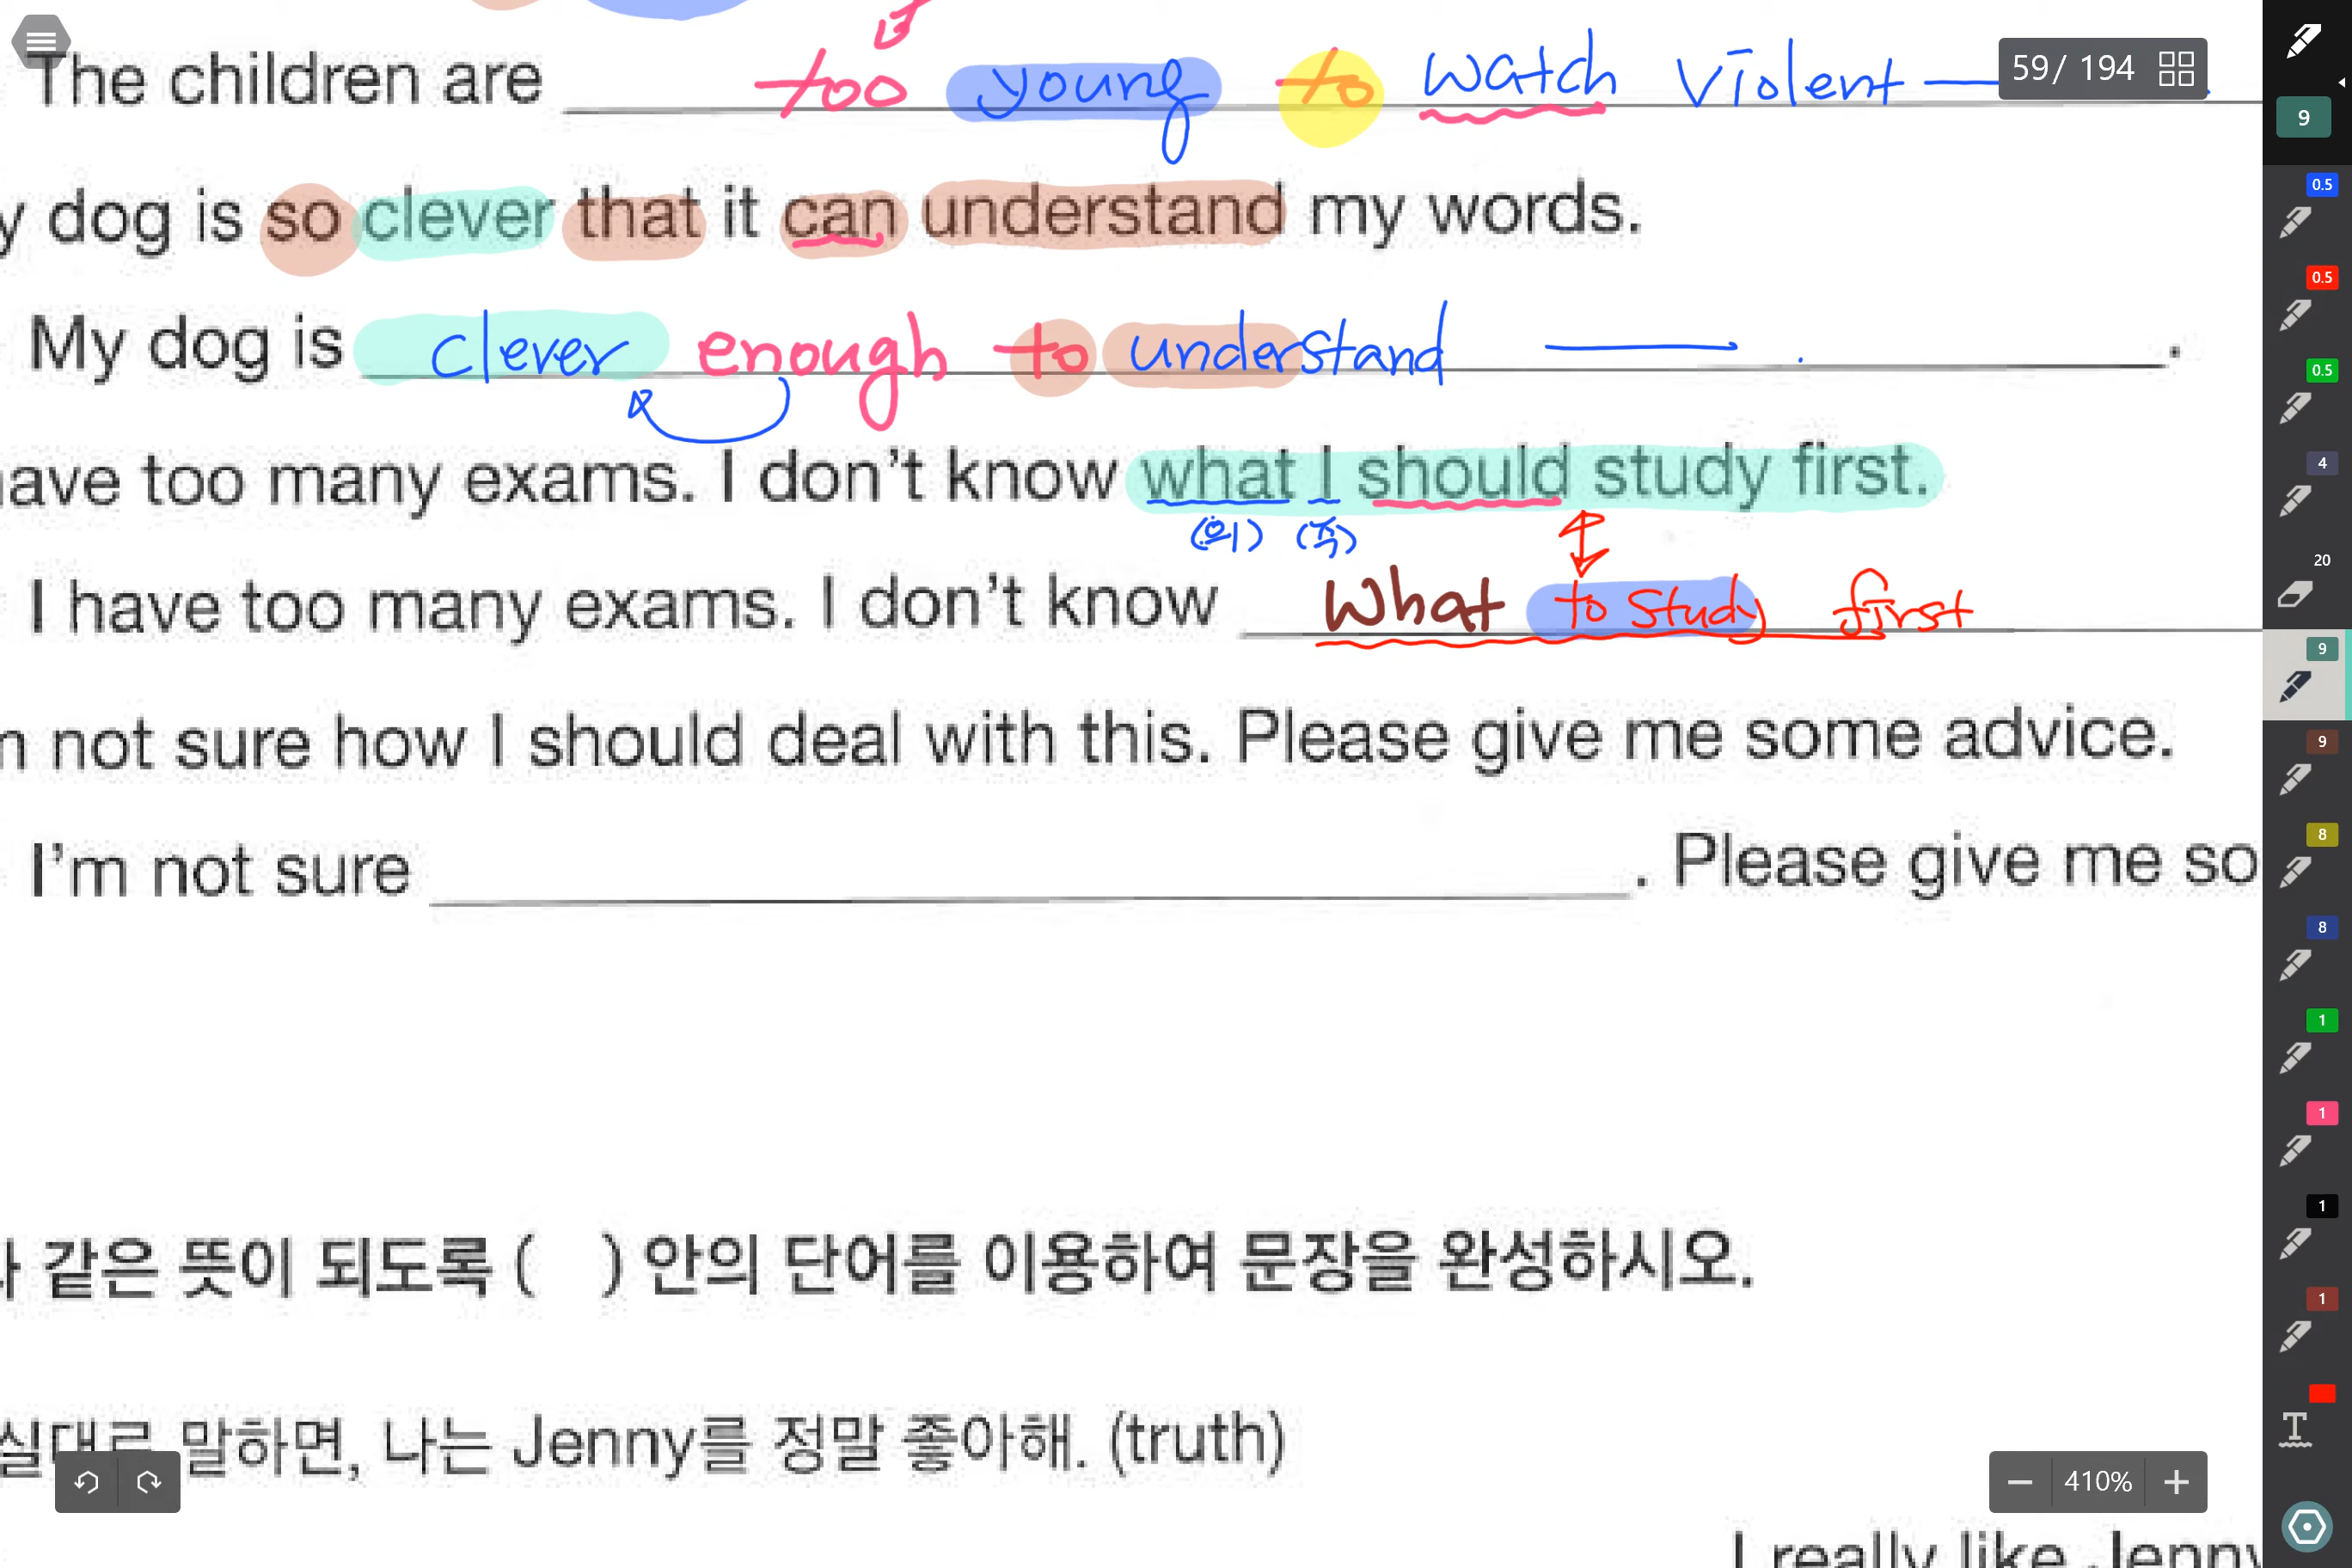 The children are too young to watch violent
59/ 194
9
y dog is so clever that it can understand my words.
My dog is clever enough to understand .
ave too many exams. I don't know what I should study first.
(의) (주)
I have too many exams. I don't know What to study first
n not sure how I should deal with this. Please give me some advice.
I'm not sure . Please give me so
같은 뜻이 되도록 ( ) 안의 단어를 이용하여 문장을 완성하시오.
실대로 말하면, 나는 Jenny를 정말 좋아해. (truth)
I really like Jenny
410%
0.5
0.5
0.5
4
20
9
9
8
8
1
1
1
1
T